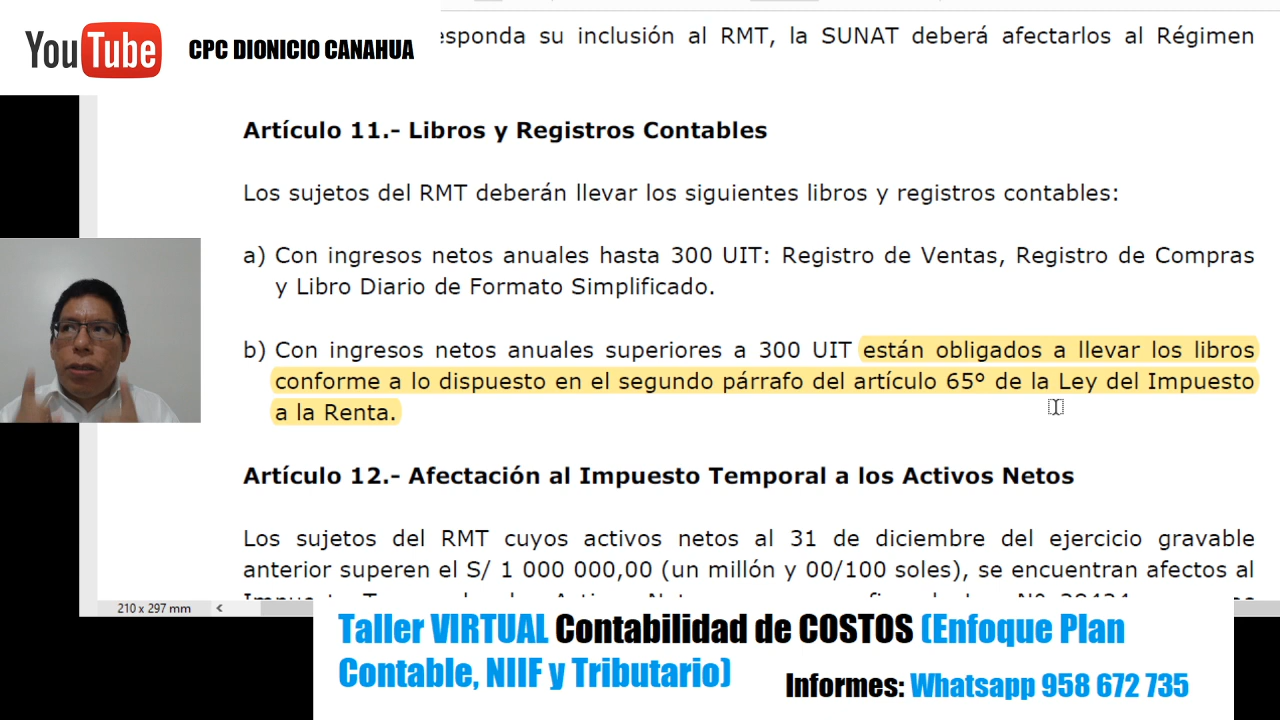 YouTube CPC DIONICIO CANAHUA
esponda su inclusión al RMT, la SUNAT deberá afectarlos al Régimen
Artículo 11.- Libros y Registros Contables
Los sujetos del RMT deberán llevar los siguientes libros y registros contables:
a) Con ingresos netos anuales hasta 300 UIT: Registro de Ventas, Registro de Compras
y Libro Diario de Formato Simplificado.
b) Con ingresos netos anuales superiores a 300 UIT están obligados a llevar los libros
conforme a lo dispuesto en el segundo párrafo del artículo 65° de la Ley del Impuesto
a la Renta.
Artículo 12.- Afectación al Impuesto Temporal a los Activos Netos
Los sujetos del RMT cuyos activos netos al 31 de diciembre del ejercicio gravable
anterior superen el S/ 1 000 000,00 (un millón y 00/100 soles), se encuentran afectos al
210 x 297 mm
Taller VIRTUAL Contabilidad de COSTOS (Enfoque Plan
Contable, NIIF y Tributario)
Informes: Whatsapp 958 672 735